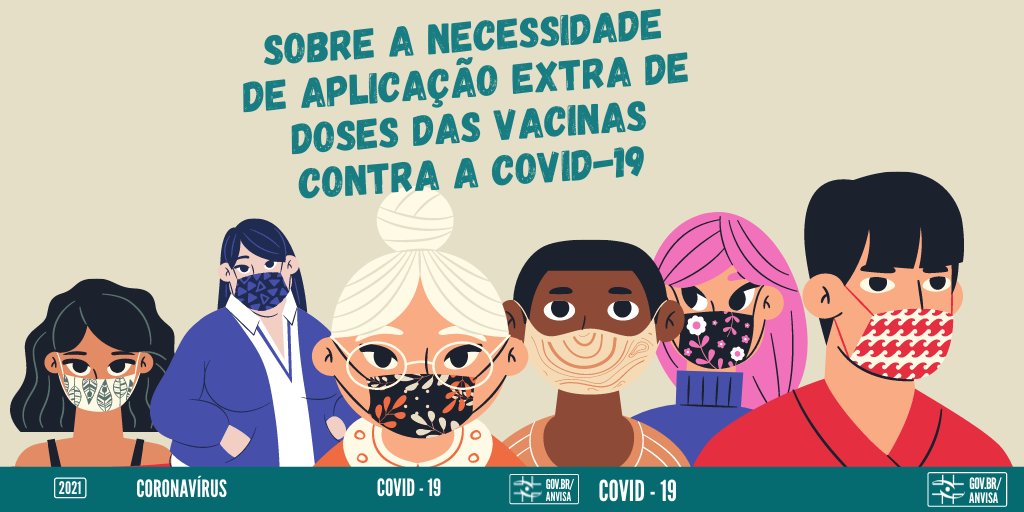 SOBRE A NECESSIDADE
DE APLICAÇÃO EXTRA DE
DOSES DAS VACINAS
CONTRA A COVID-19
2021
CORONAVÍRUS
COVID - 19
GOV.BR/
ANVISA
COVID - 19
GOV.BR/
ANVISA